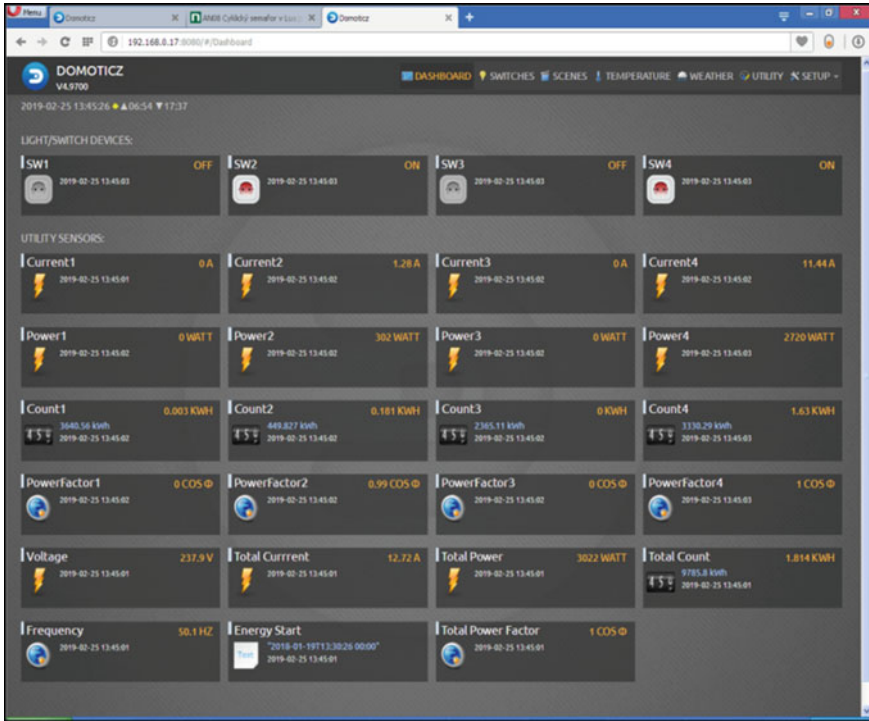 Menu
Domoticz
AN08 Cyklický semafor v
Domoticz
192.168.0.17:8080/#/Dashboard
DOMOTICZ
V4.9700
DASHBOARD SWITCHES SCENES TEMPERATURE WEATHER UTILITY SETUP
2019-02-25 13:45:26 ▲06:54 ▼17:37
LIGHT/SWITCH DEVICES:
SW1 OFF
2019-02-25 13:45:03
SW2 ON
2019-02-25 13:45:03
SW3 OFF
2019-02-25 13:45:03
SW4 ON
2019-02-25 13:45:03
UTILITY SENSORS:
Current1 0 A
2019-02-25 13:45:01
Current2 1.28 A
2019-02-25 13:45:02
Current3 0 A
2019-02-25 13:45:02
Current4 11.44 A
2019-02-25 13:45:02
Power1 0 WATT
2019-02-25 13:45:02
Power2 302 WATT
2019-02-25 13:45:02
Power3 0 WATT
2019-02-25 13:45:02
Power4 2720 WATT
2019-02-25 13:45:03
Count1 0.003 KWH
3640.56 kWh
2019-02-25 13:45:02
Count2 0.181 KWH
449.827 kWh
2019-02-25 13:45:02
Count3 0 KWH
2365.11 kWh
2019-02-25 13:45:02
Count4 1.63 KWH
3330.29 kWh
2019-02-25 13:45:03
PowerFactor1 0 COS Φ
2019-02-25 13:45:02
PowerFactor2 0.99 COS Φ
2019-02-25 13:45:02
PowerFactor3 0 COS Φ
2019-02-25 13:45:02
PowerFactor4 1 COS Φ
2019-02-25 13:45:03
Voltage 237.9 V
2019-02-25 13:45:01
Total Currrent 12.72 A
2019-02-25 13:45:01
Total Power 3022 WATT
2019-02-25 13:45:01
Total Count 1.814 KWH
9785.8 kWh
2019-02-25 13:45:01
Frequency 50.1 HZ
2019-02-25 13:45:01
Energy Start
Text
"2018-01-19T13:30:26 00:00"
2019-02-25 13:45:01
Total Power Factor 1 COS Φ
2019-02-25 13:45:01